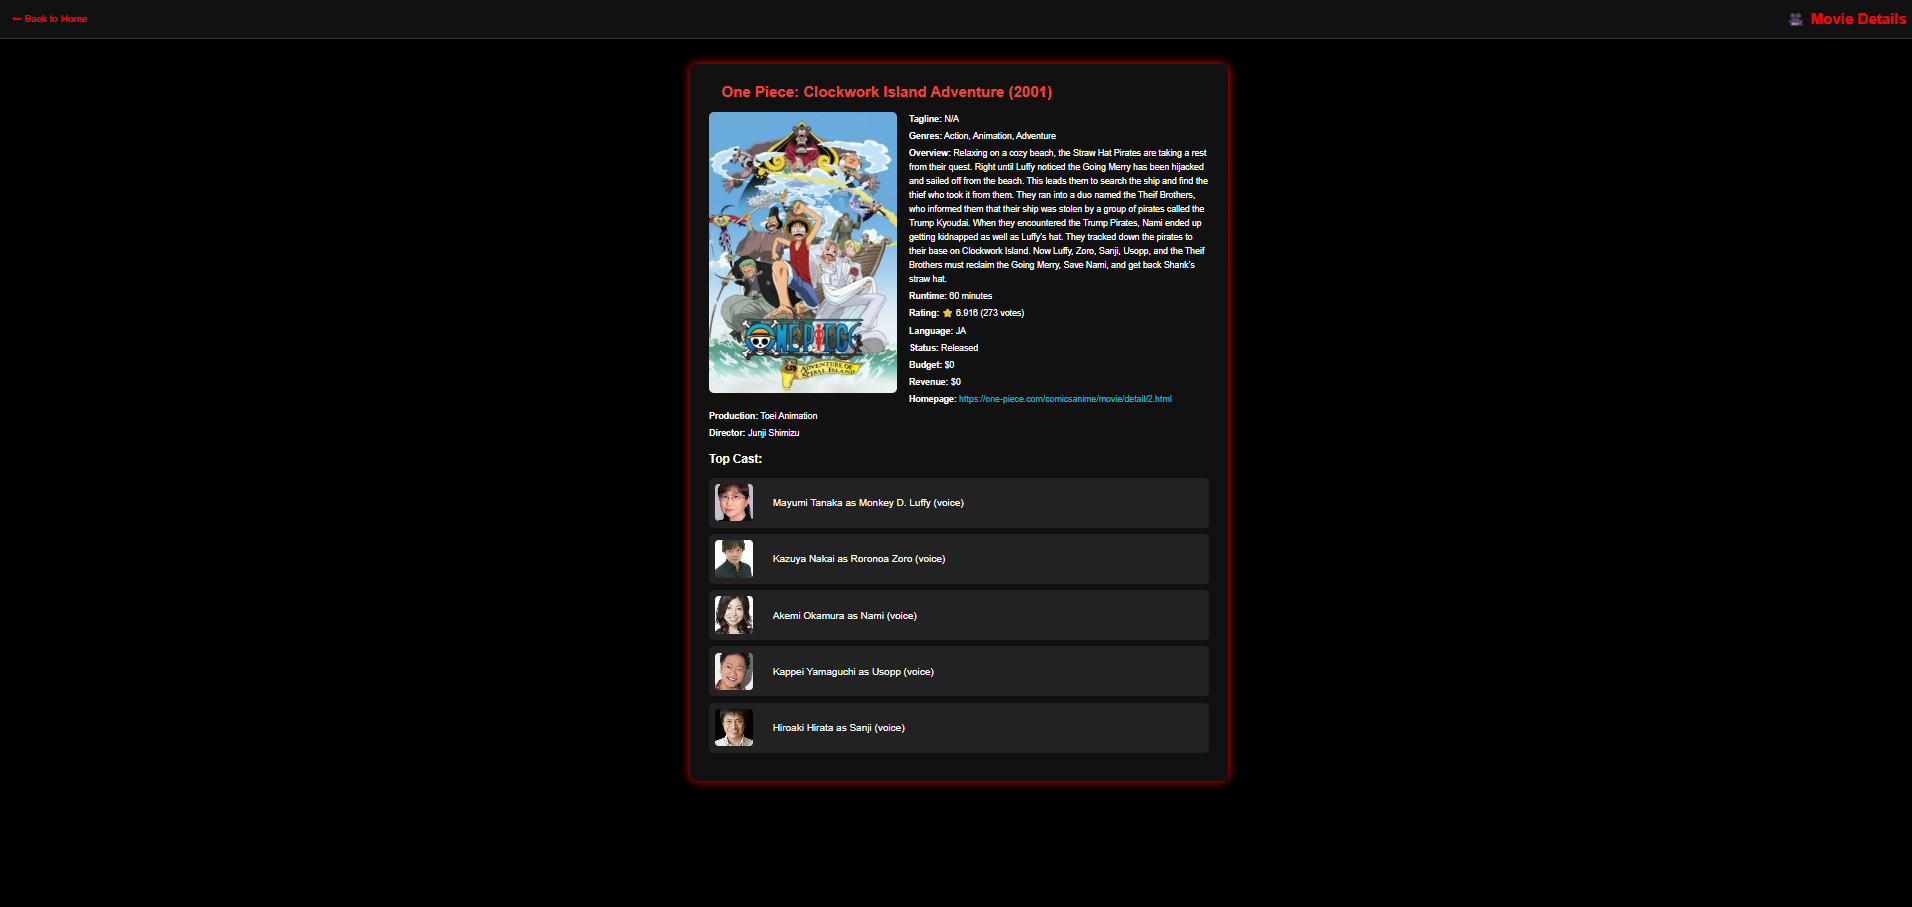 ← Back to Home
Movie Details
One Piece: Clockwork Island Adventure (2001)
Tagline: N/A
Genres: Action, Animation, Adventure
Overview: Relaxing on a cozy beach, the Straw Hat Pirates are taking a rest
from their quest. Right until Luffy noticed the Going Merry has been hijacked
and sailed off from the beach. This leads them to search the ship and find the
thief who took it from them. They ran into a duo named the Theif Brothers,
who informed them that their ship was stolen by a group of pirates called the
Trump Kyoudai. When they encountered the Trump Pirates, Nami ended up
getting kidnapped as well as Luffy's hat. They tracked down the pirates to
their base on Clockwork Island. Now Luffy, Zoro, Sanji, Usopp, and the Theif
Brothers must reclaim the Going Merry, Save Nami, and get back Shank's
straw hat.
Runtime: 60 minutes
Rating: ⭐ 6.916 (273 votes)
Language: JA
Status: Released
Budget: $0
Revenue: $0
Homepage: https://one-piece.com/comicsanime/movie/detail/2.html
ONE PIECE
ADVENTURE OF
SPIRAL ISLAND
Production: Toei Animation
Director: Junji Shimizu
Top Cast:
Mayumi Tanaka as Monkey D. Luffy (voice)
Kazuya Nakai as Roronoa Zoro (voice)
Akemi Okamura as Nami (voice)
Kappei Yamaguchi as Usopp (voice)
Hiroaki Hirata as Sanji (voice)